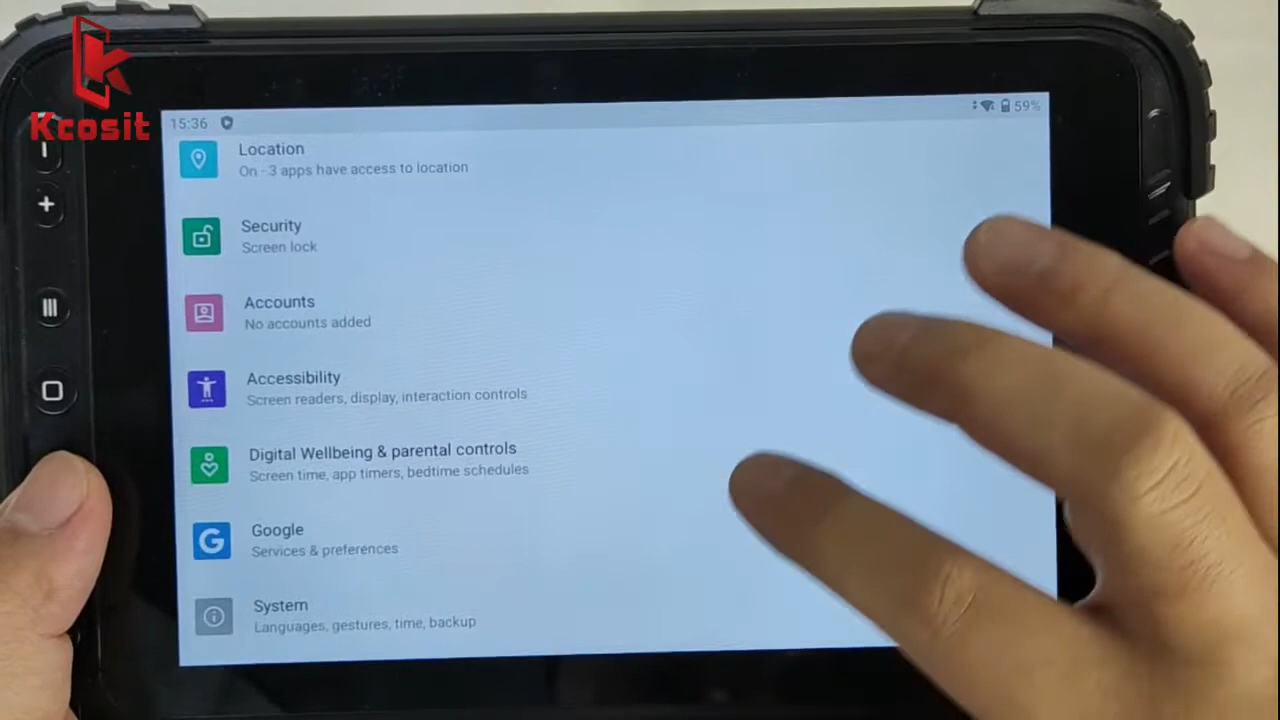 Kcosit
15:36
59%
Location
On - 3 apps have access to location
Security
Screen lock
Accounts
No accounts added
Accessibility
Screen readers, display, interaction controls
Digital Wellbeing & parental controls
Screen time, app timers, bedtime schedules
Google
Services & preferences
System
Languages, gestures, time, backup